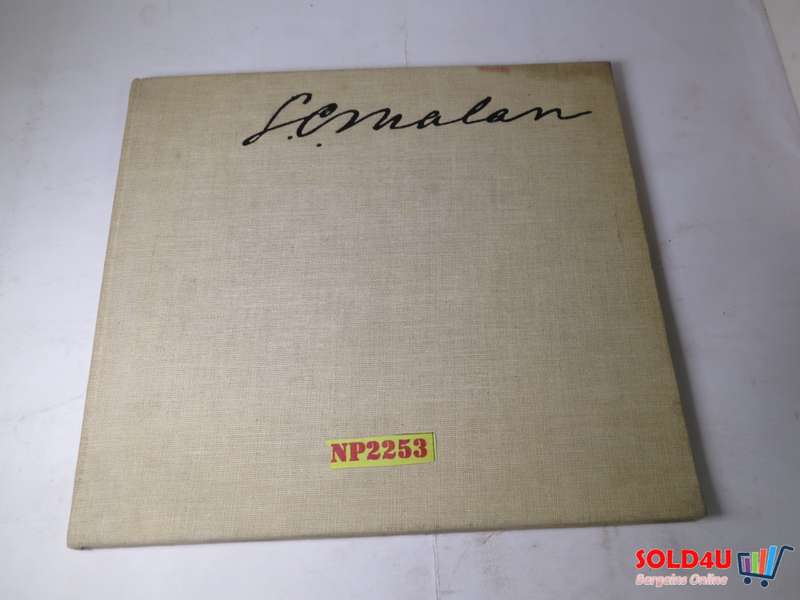 S.C. Malan
NP2253
SOLD4U
Bargains Online